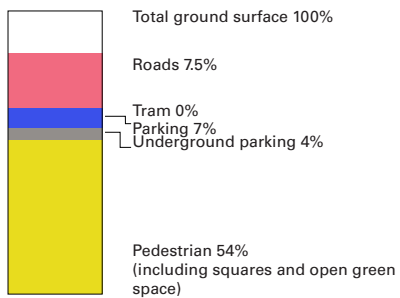 Total ground surface 100%
Roads 7.5%
Tram 0%
Parking 7%
Underground parking 4%
Pedestrian 54%
(including squares and open green
space)